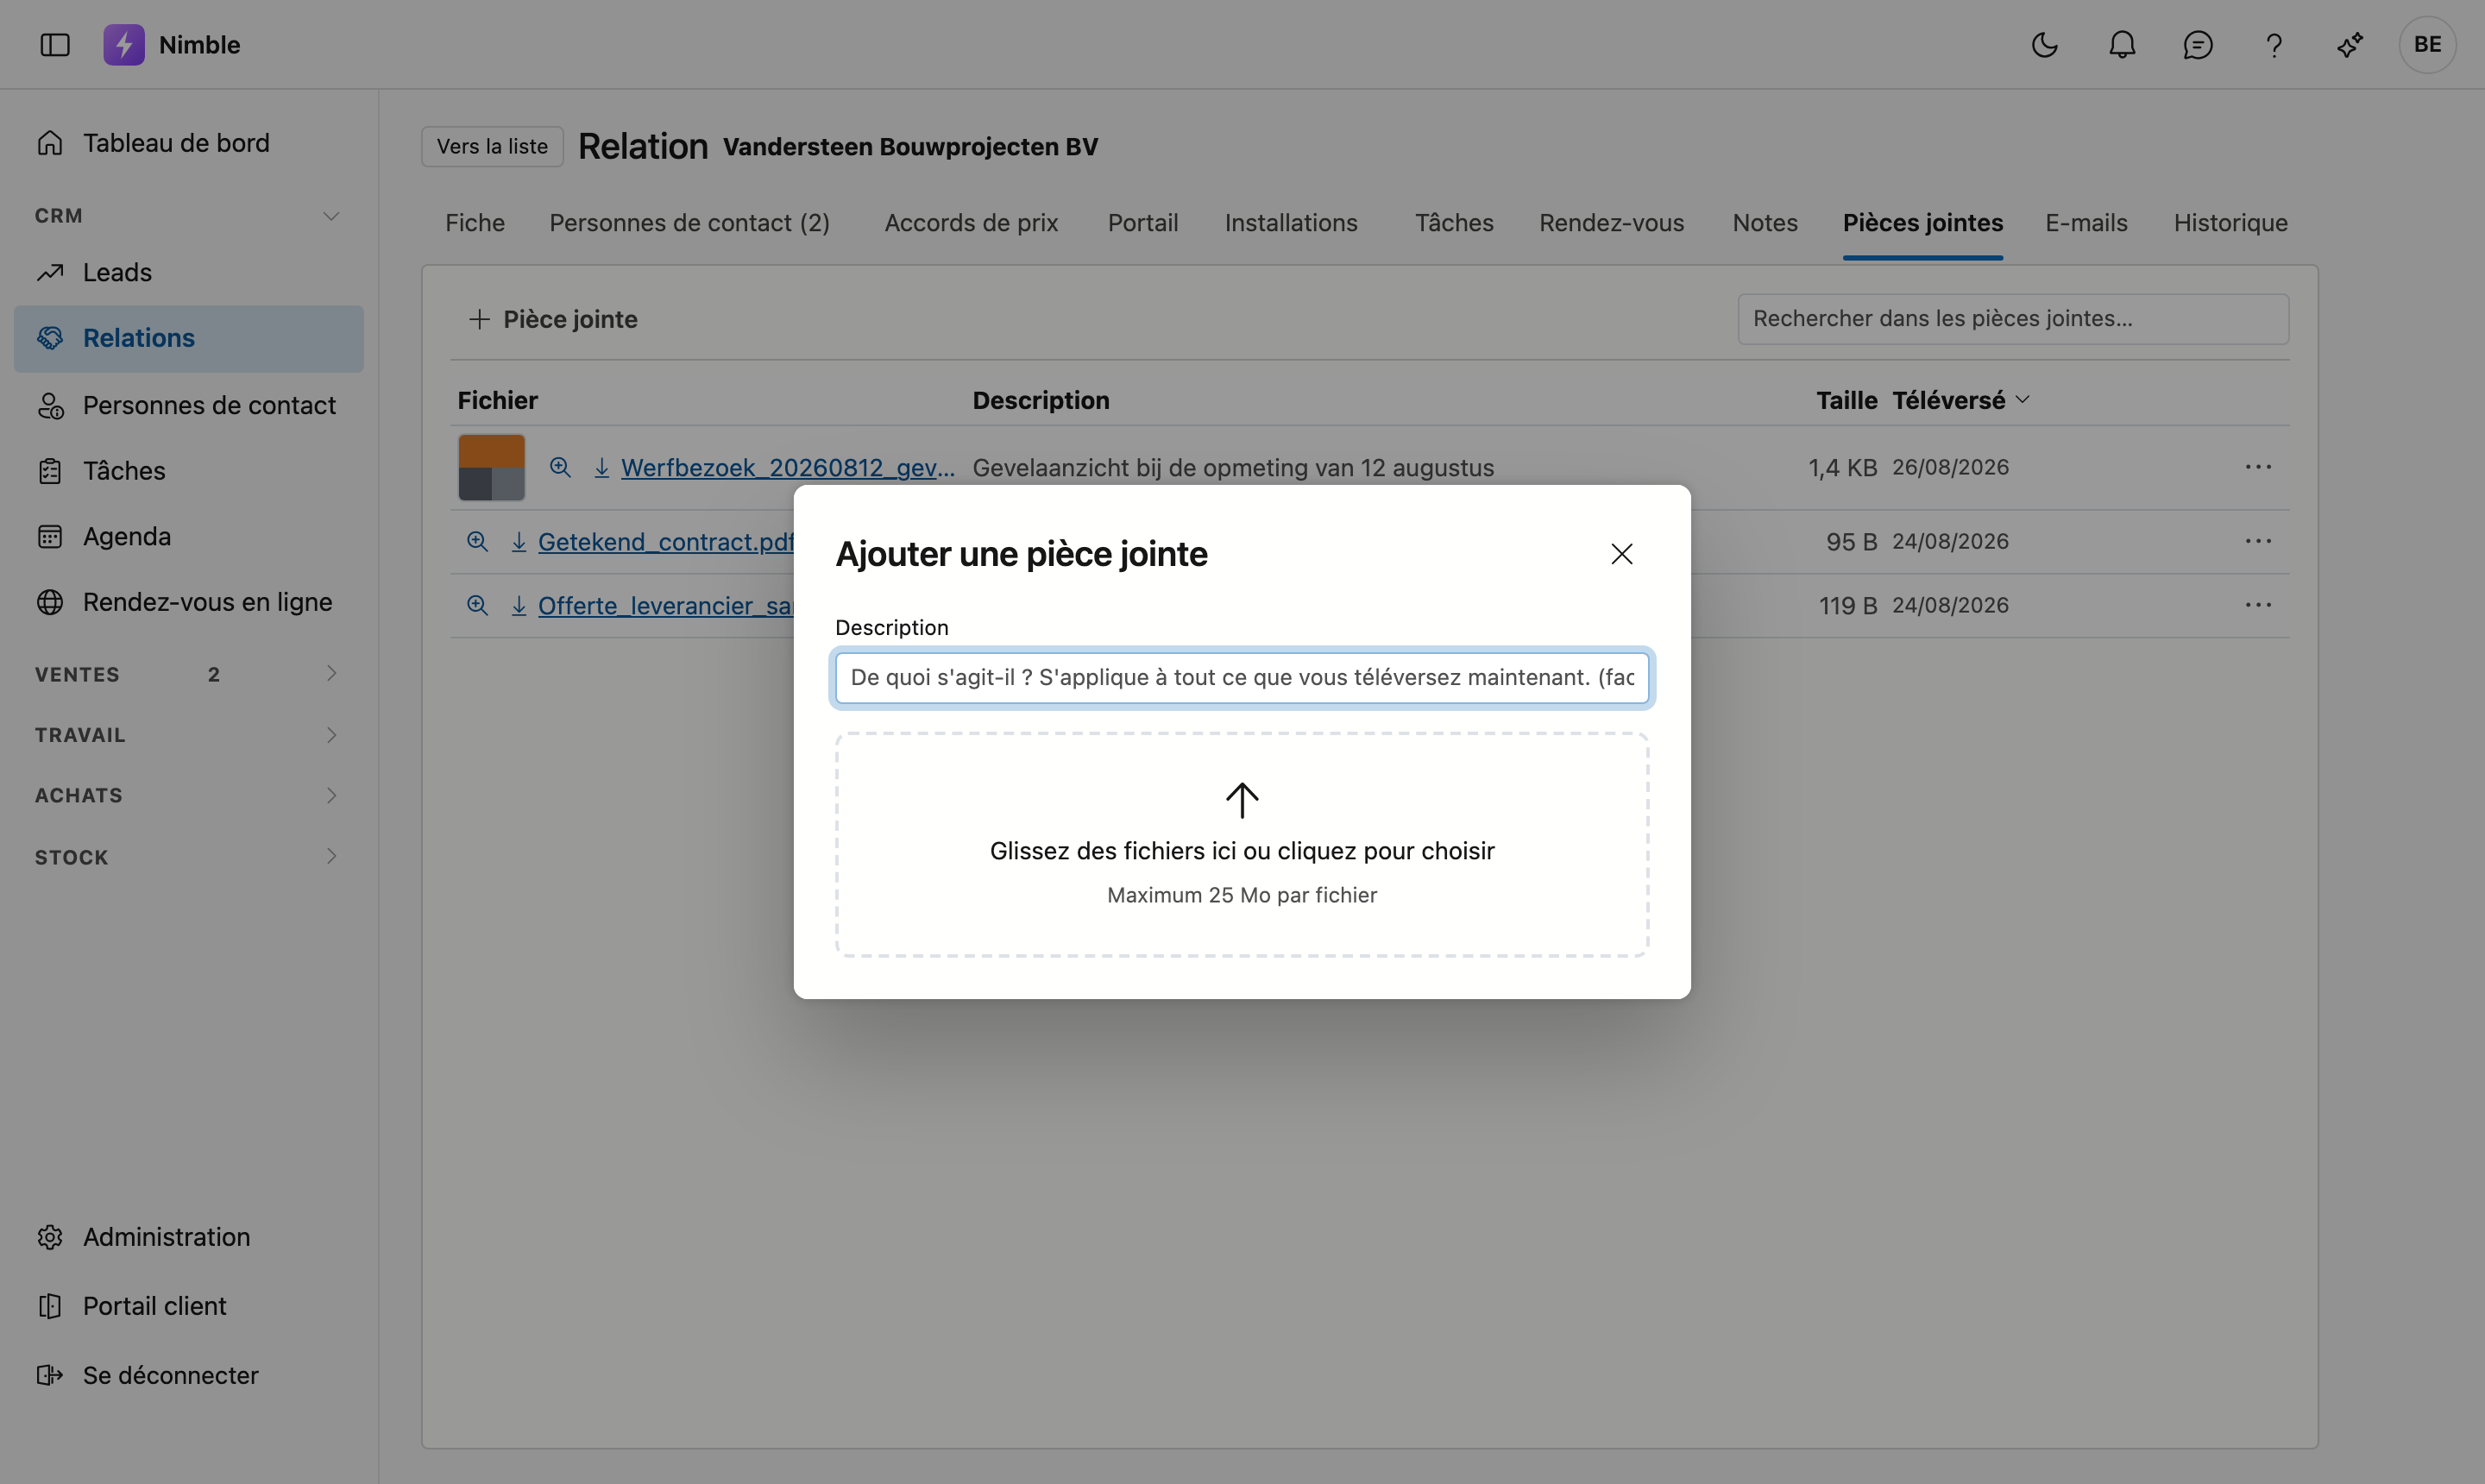 Nimble
BE
Tableau de bord
CRM
Leads
Relations
Personnes de contact
Tâches
Agenda
Rendez-vous en ligne
VENTES 2
TRAVAIL
ACHATS
STOCK
Administration
Portail client
Se déconnecter
Vers la liste Relation Vandersteen Bouwprojecten BV
Fiche Personnes de contact (2) Accords de prix Portail Installations Tâches Rendez-vous Notes Pièces jointes E-mails Historique
Pièce jointe Rechercher dans les pièces jointes...
Fichier Description Taille Téléversé
Werfbezoek_20260812_gev... Gevelaanzicht bij de opmeting van 12 augustus 1,4 KB 26/08/2026
Getekend_contract.pdf 95 B 24/08/2026
Offerte_leverancier_sa 119 B 24/08/2026
Ajouter une pièce jointe
Description
De quoi s'agit-il ? S'applique à tout ce que vous téléversez maintenant. (fac
Glissez des fichiers ici ou cliquez pour choisir
Maximum 25 Mo par fichier